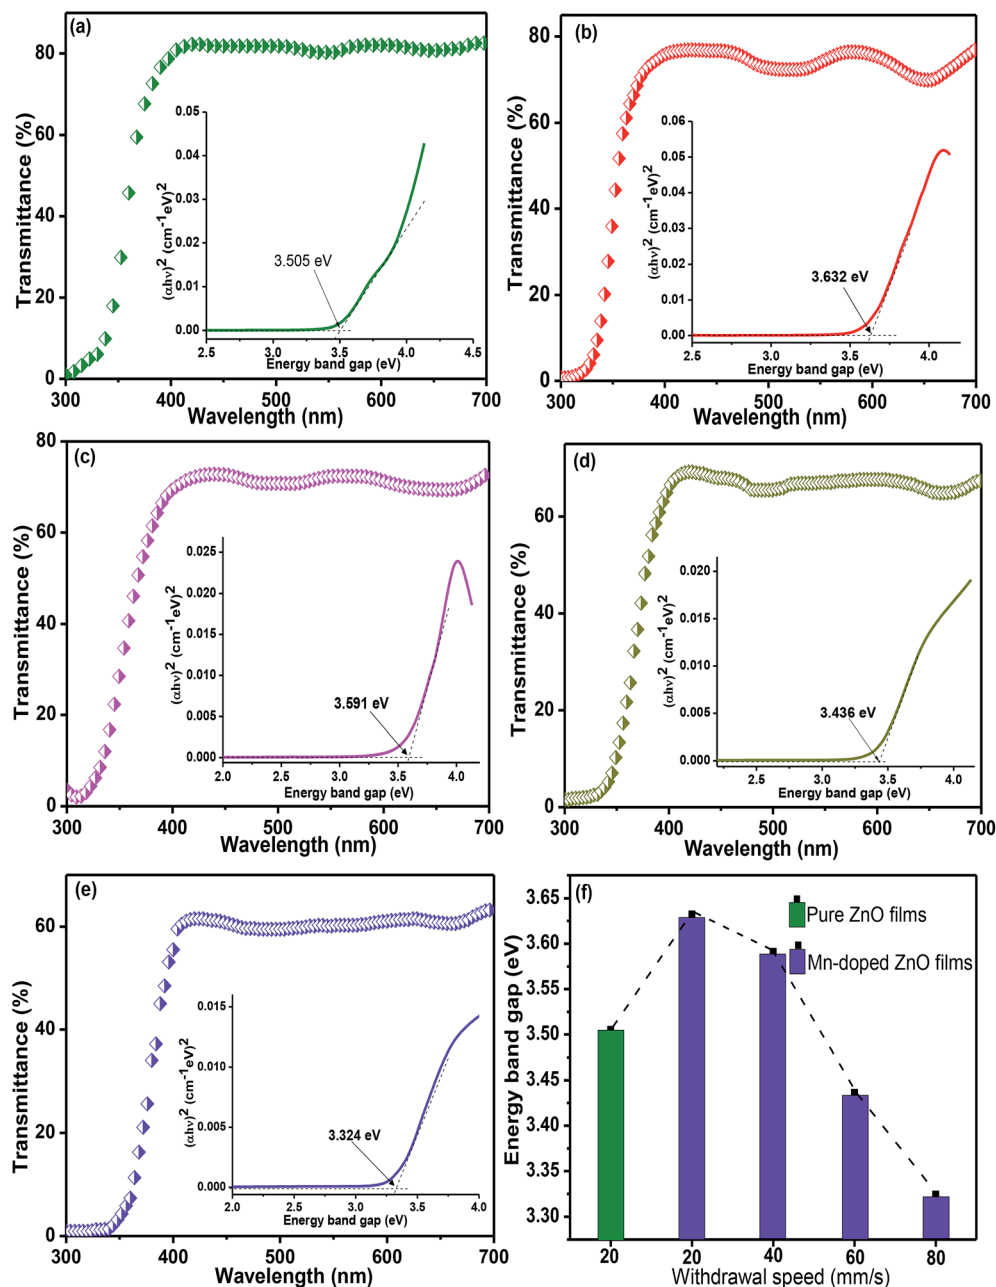 (a)
Transmittance (%)
80
60
40
20
0
300 400 500 600 700
Wavelength (nm)
(αhν)² (cm⁻¹eV)²
0.05
0.04
0.03
0.02
0.01
0.00
3.505 eV
2.5 3.0 3.5 4.0 4.5
Energy band gap (eV)
(b)
Transmittance (%)
80
60
40
20
0
300 400 500 600 700
Wavelength (nm)
(αhν)² (cm⁻¹eV)²
0.06
0.05
0.04
0.03
0.02
0.01
0.00
3.632 eV
2.5 3.0 3.5 4.0
Energy band gap (eV)
(c)
Transmittance (%)
80
60
40
20
0
300 400 500 600 700
Wavelength (nm)
(αhν)² (cm⁻¹eV)²
0.025
0.020
0.015
0.010
0.005
0.000
3.591 eV
2.0 2.5 3.0 3.5 4.0
Energy band gap (eV)
(d)
Transmittance (%)
60
40
20
0
300 400 500 600 700
Wavelength (nm)
(αhν)² (cm⁻¹eV)²
0.020
0.015
0.010
0.005
0.000
3.436 eV
2.5 3.0 3.5 4.0
Energy band gap (eV)
(e)
Transmittance (%)
60
40
20
0
300 400 500 600 700
Wavelength (nm)
(αhν)² (cm⁻¹eV)²
0.015
0.010
0.005
0.000
3.324 eV
2.0 2.5 3.0 3.5 4.0
Energy band gap (eV)
(f)
Energy band gap (eV)
3.65
3.60
3.55
3.50
3.45
3.40
3.35
3.30
Pure ZnO films
Mn-doped ZnO films
20 20 40 60 80
Withdrawal speed (mm/s)